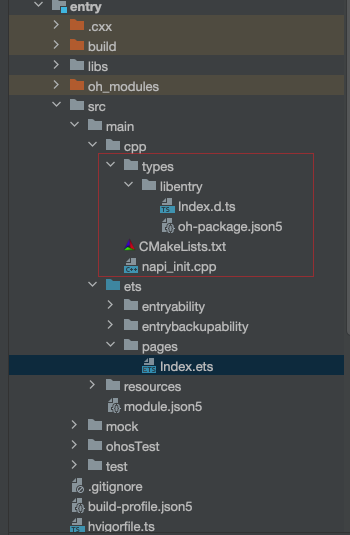 entry
.cxx
build
libs
oh_modules
src
main
cpp
types
libentry
Index.d.ts
oh-package.json5
CMakeLists.txt
napi_init.cpp
ets
entryability
entrybackupability
pages
Index.ets
resources
module.json5
mock
ohosTest
test
.gitignore
build-profile.json5
hvigorfile.ts